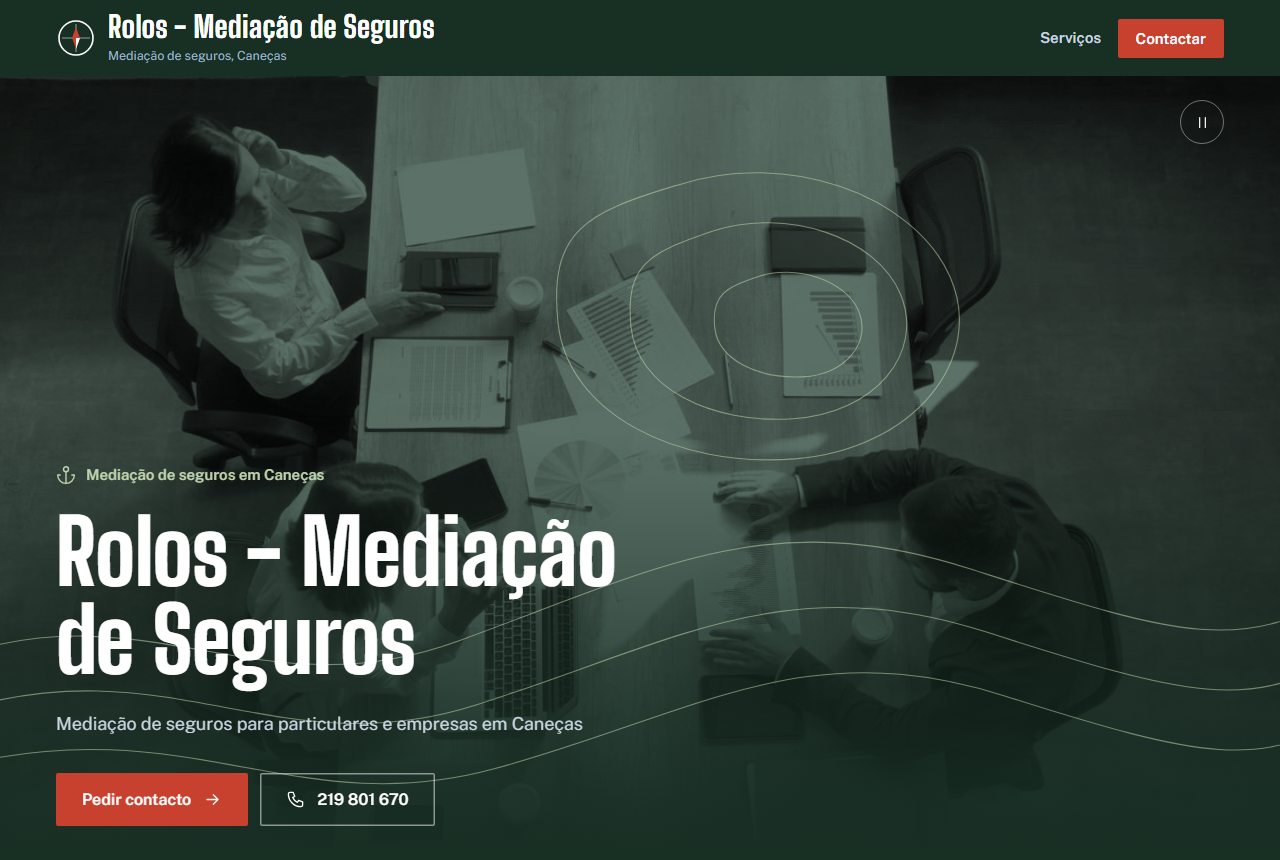 Rolos – Mediação de Seguros
Mediação de seguros, Caneças
Serviços
Contactar
Mediação de seguros em Caneças
Rolos – Mediação
de Seguros
Mediação de seguros para particulares e empresas em Caneças
Pedir contacto
219 801 670